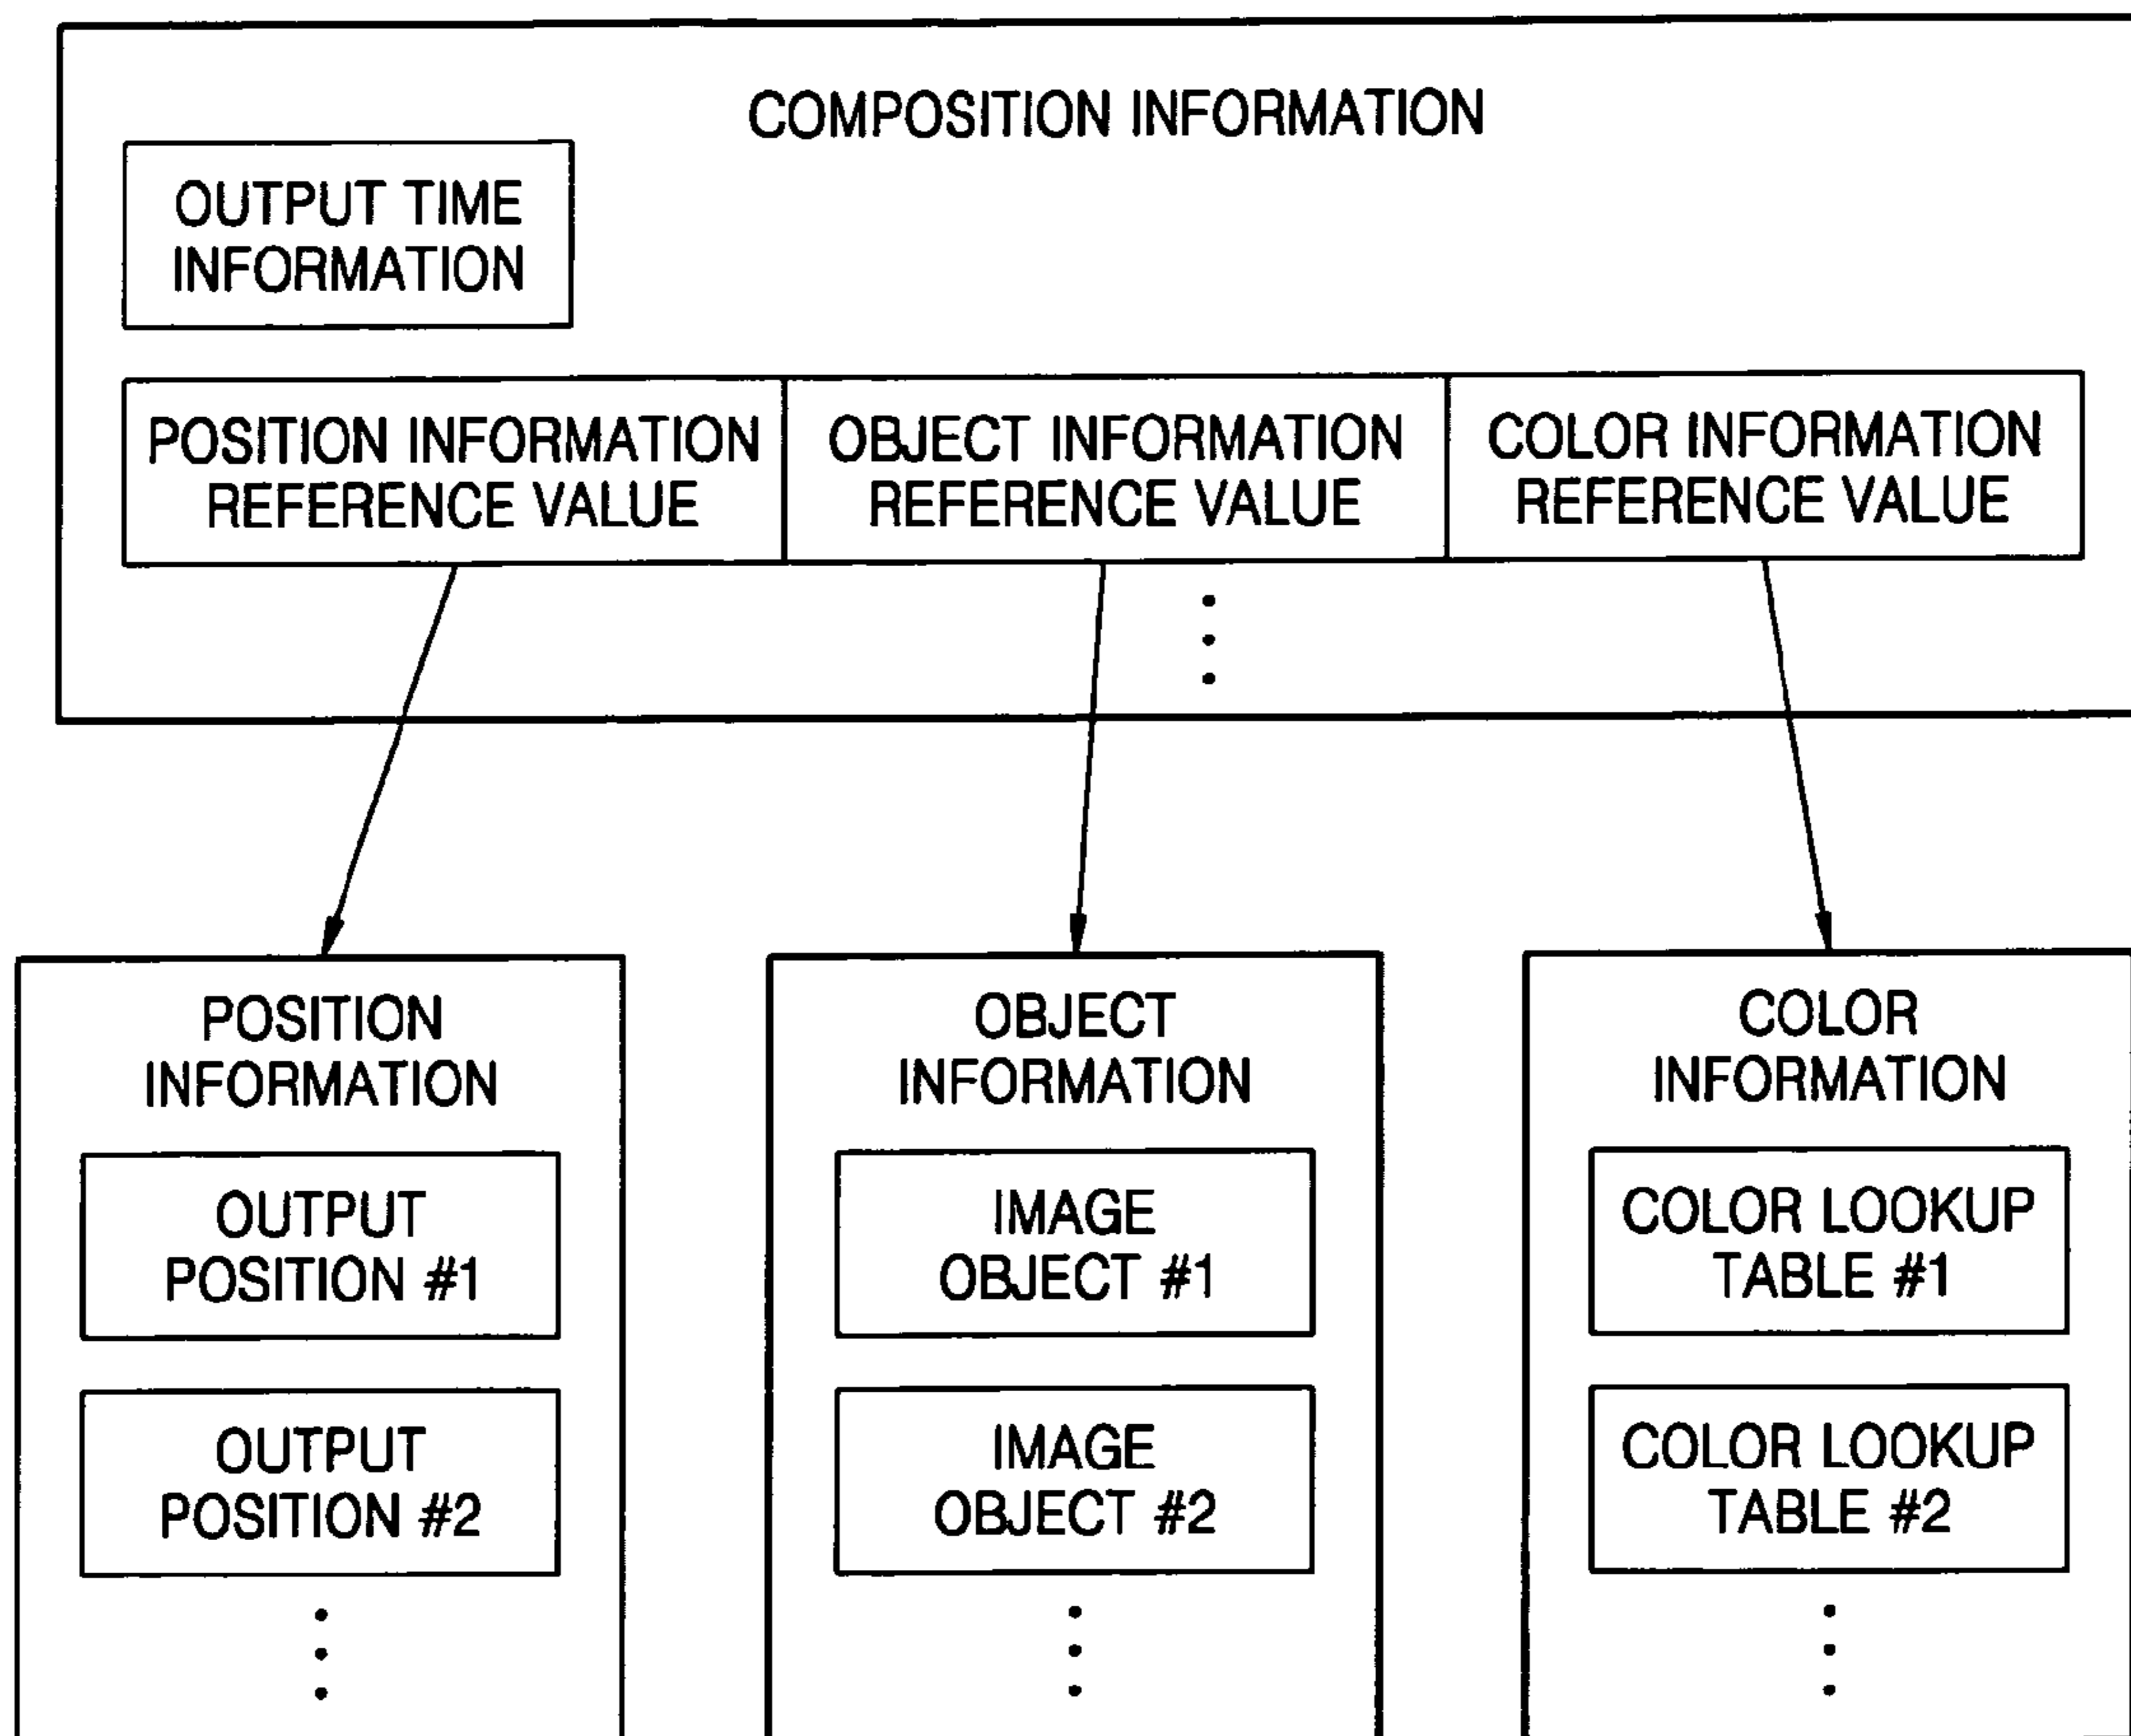 COMPOSITION INFORMATION
OUTPUT TIME
INFORMATION
POSITION INFORMATION
REFERENCE VALUE
OBJECT INFORMATION
REFERENCE VALUE
COLOR INFORMATION
REFERENCE VALUE
POSITION
INFORMATION
OUTPUT
POSITION #1
OUTPUT
POSITION #2
OBJECT
INFORMATION
IMAGE
OBJECT #1
IMAGE
OBJECT #2
COLOR
INFORMATION
COLOR LOOKUP
TABLE #1
COLOR LOOKUP
TABLE #2